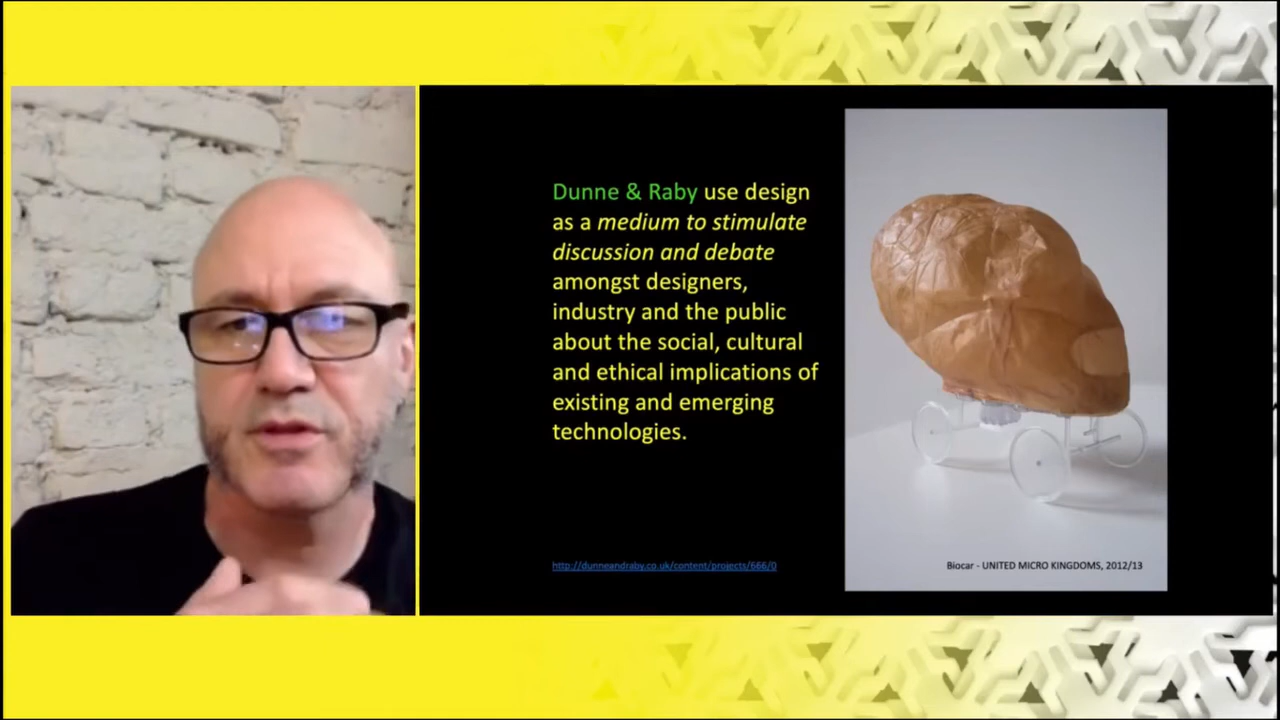 Dunne & Raby use design
as a medium to stimulate
discussion and debate
amongst designers,
industry and the public
about the social, cultural
and ethical implications of
existing and emerging
technologies.
http://dunneandraby.co.uk/content/projects/666/0
Biocar - UNITED MICRO KINGDOMS, 2012/13